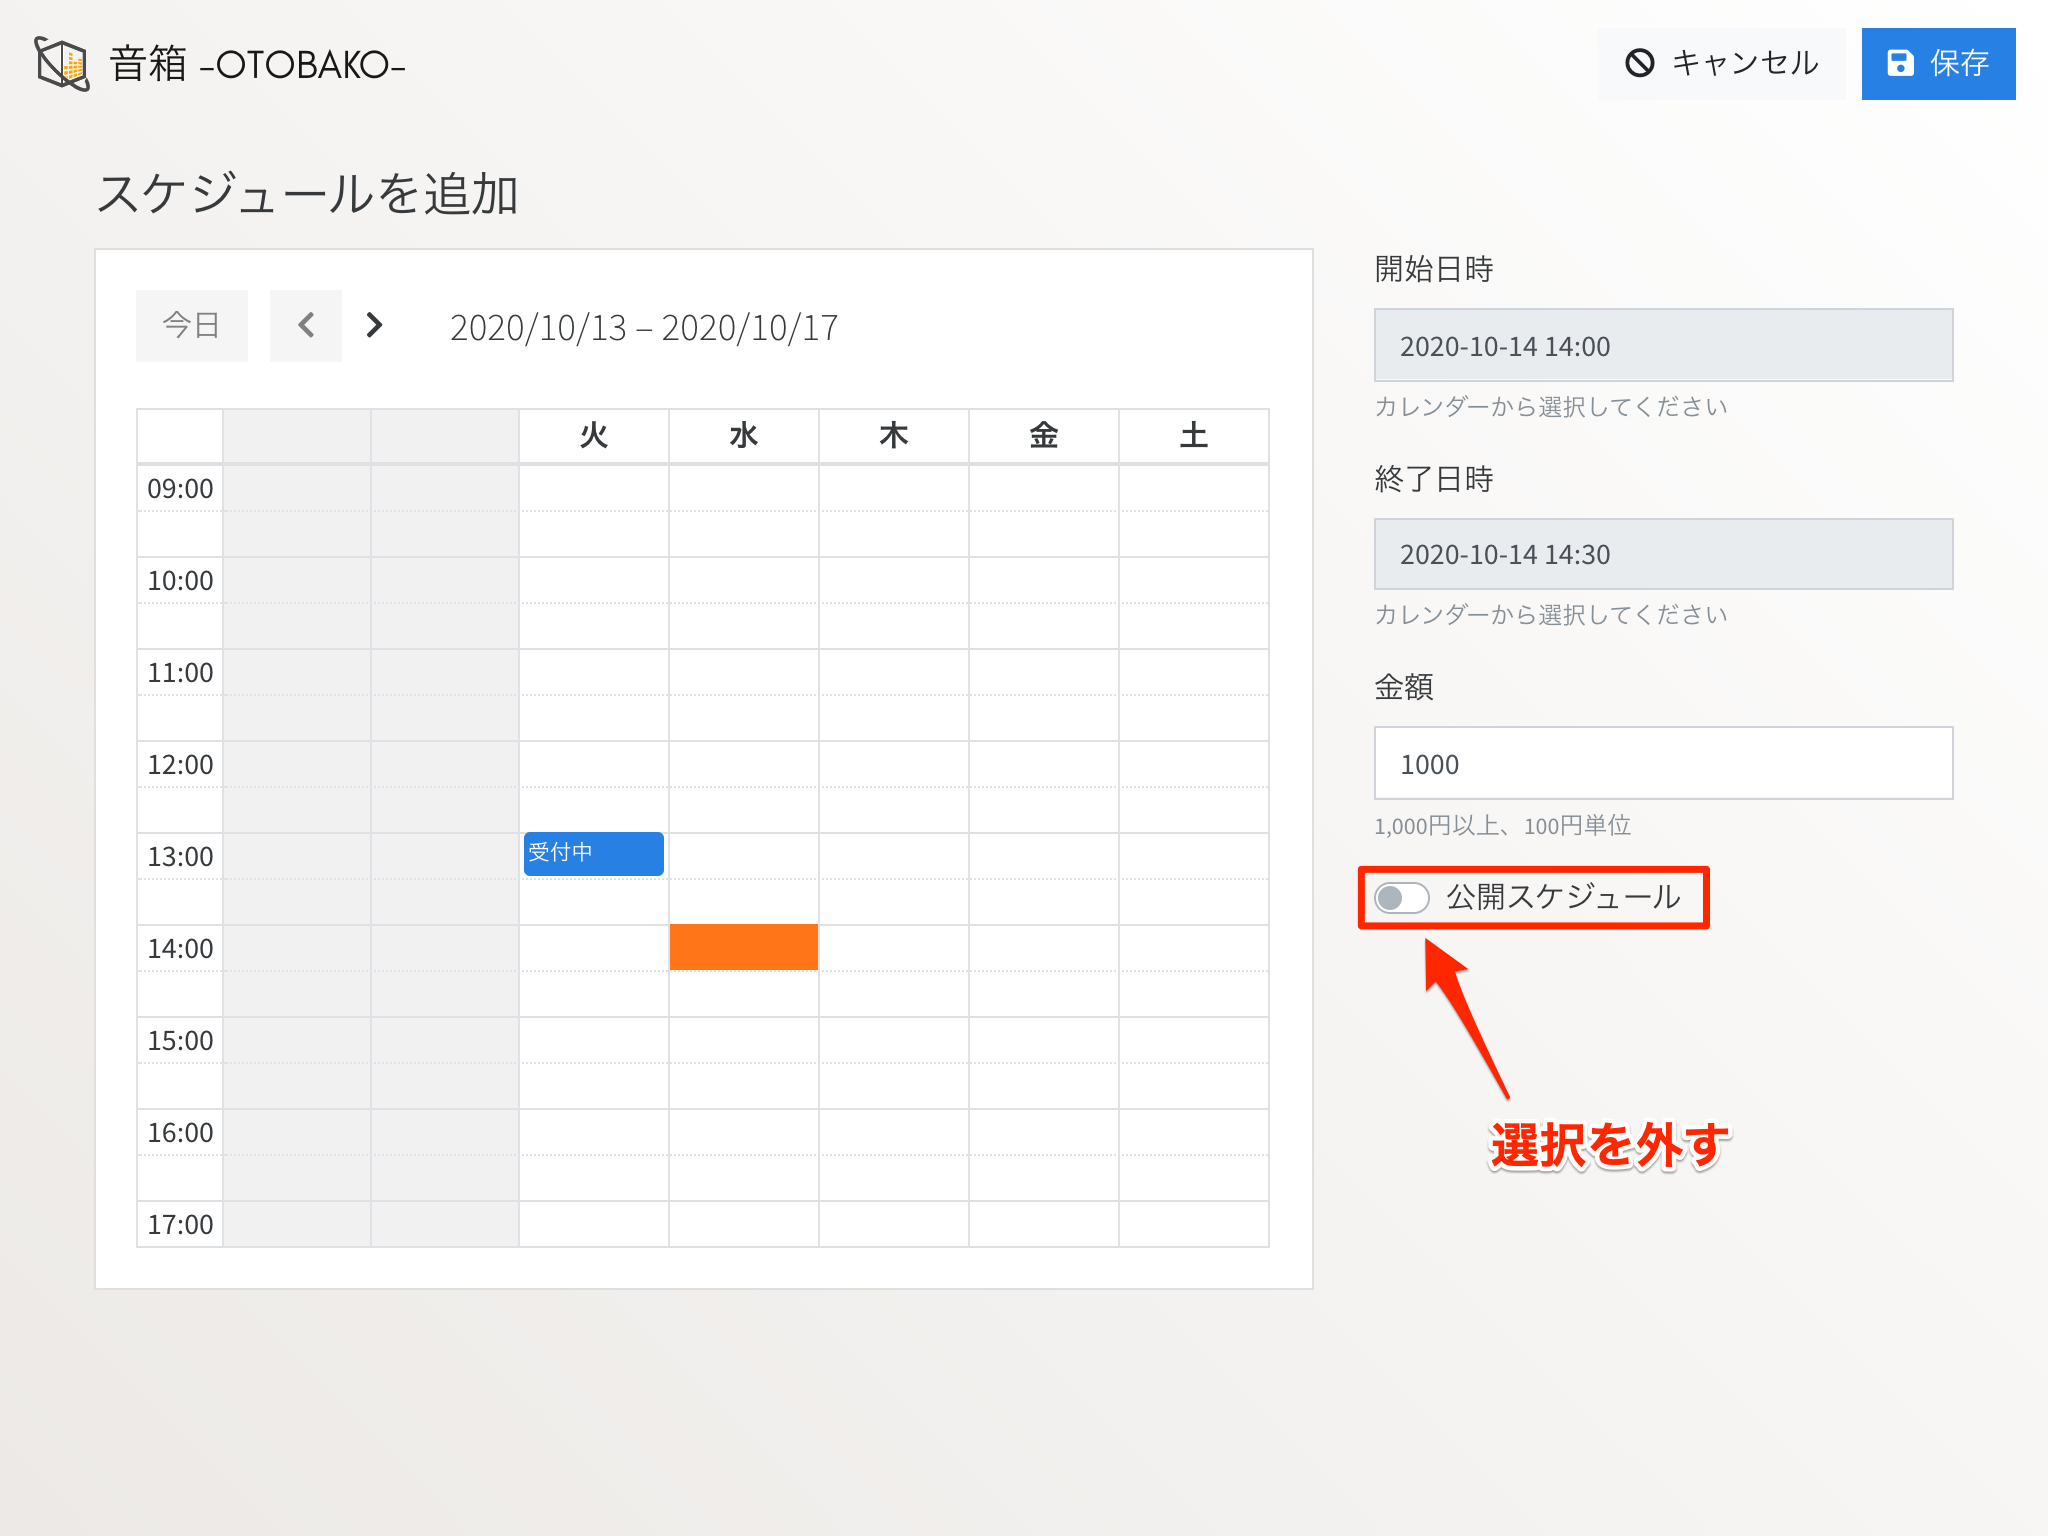 音箱 -OTOBAKO-
キャンセル
保存
スケジュールを追加
今日
2020/10/13 – 2020/10/17
火 水 木 金 土
09:00
10:00
11:00
12:00
13:00
受付中
14:00
15:00
16:00
17:00
開始日時
2020-10-14 14:00
カレンダーから選択してください
終了日時
2020-10-14 14:30
カレンダーから選択してください
金額
1000
1,000円以上、100円単位
公開スケジュール
選択を外す